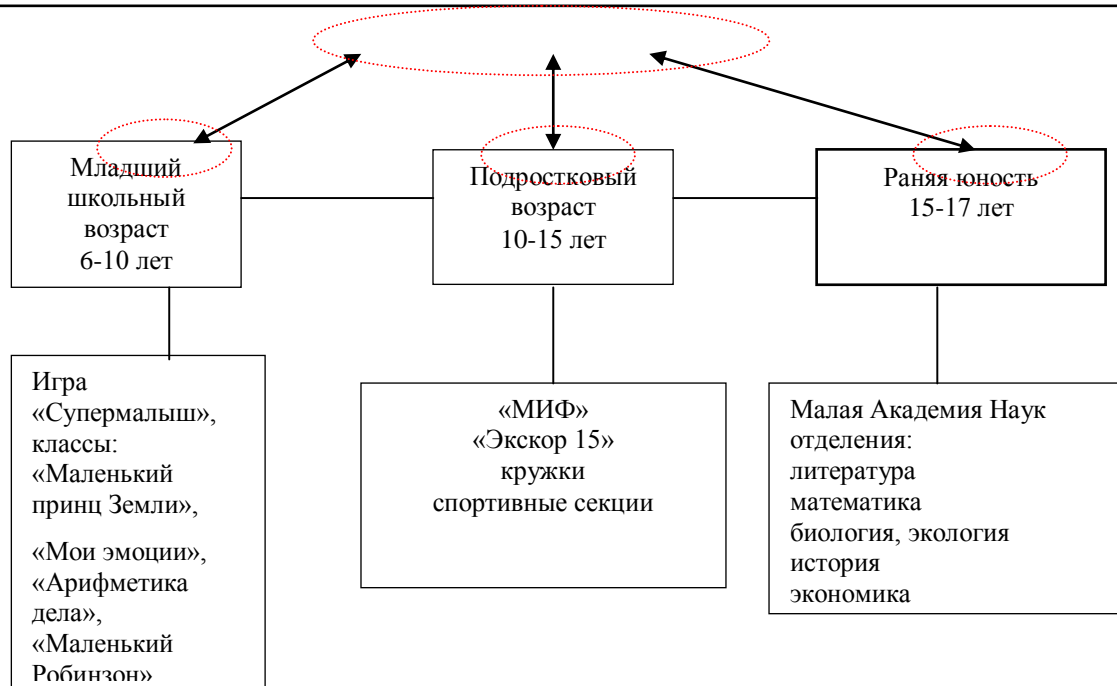 Младший
школьный
возраст
6-10 лет
Подростковый
возраст
10-15 лет
Раняя юность
15-17 лет
Игра
«Супермалыш»,
классы:
«Маленький
принц Земли»,
«Мои эмоции»,
«Арифметика
дела»,
«Маленький
Робинзон»
«МИФ»
«Экскор 15»
кружки
спортивные секции
Малая Академия Наук
отделения:
литература
математика
биология, экология
история
экономика